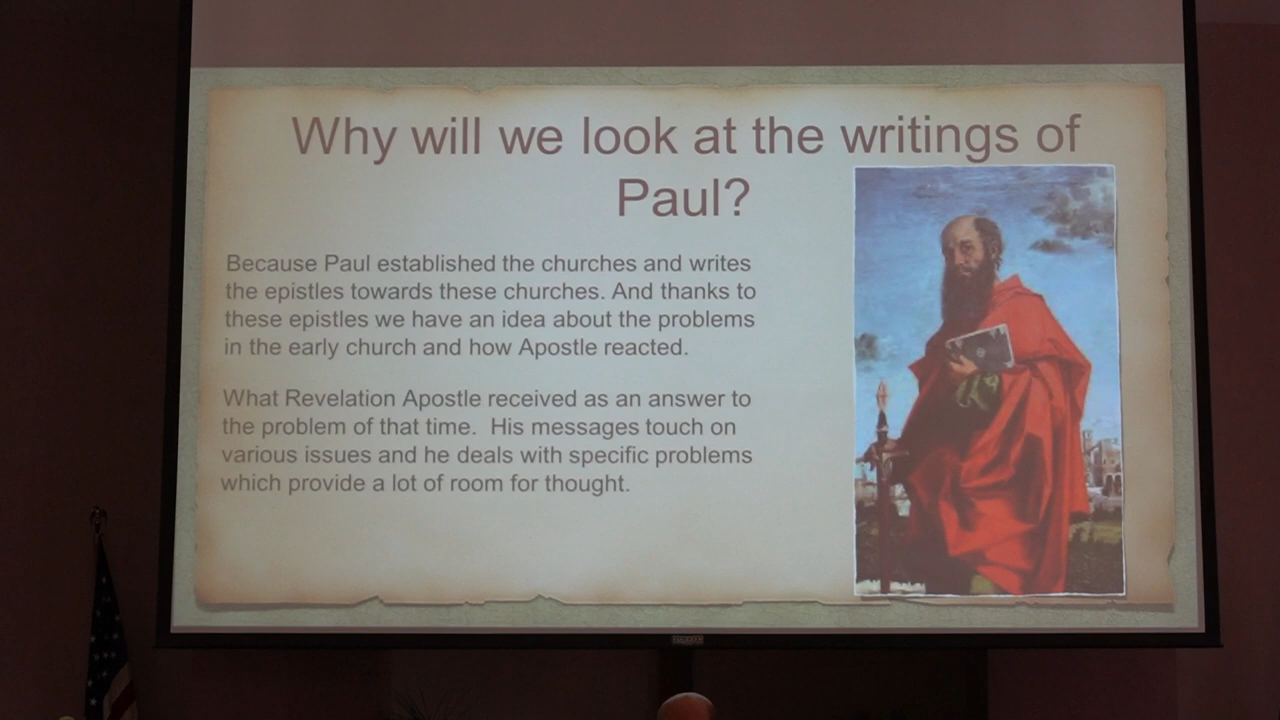 Why will we look at the writings of
Paul?
Because Paul established the churches and writes
the epistles towards these churches. And thanks to
these epistles we have an idea about the problems
in the early church and how Apostle reacted.
What Revelation Apostle received as an answer to
the problem of that time.  His messages touch on
various issues and he deals with specific problems
which provide a lot of room for thought.